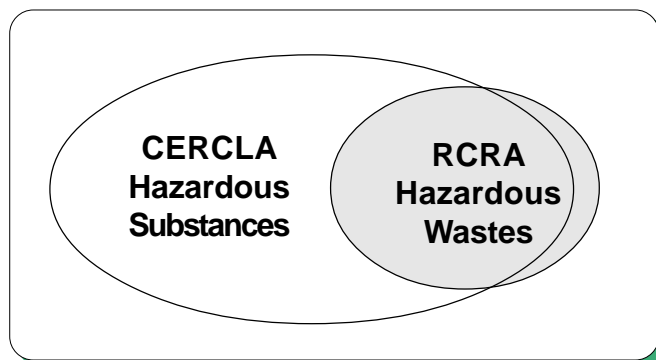 CERCLA
Hazardous
Substances
RCRA
Hazardous
Wastes